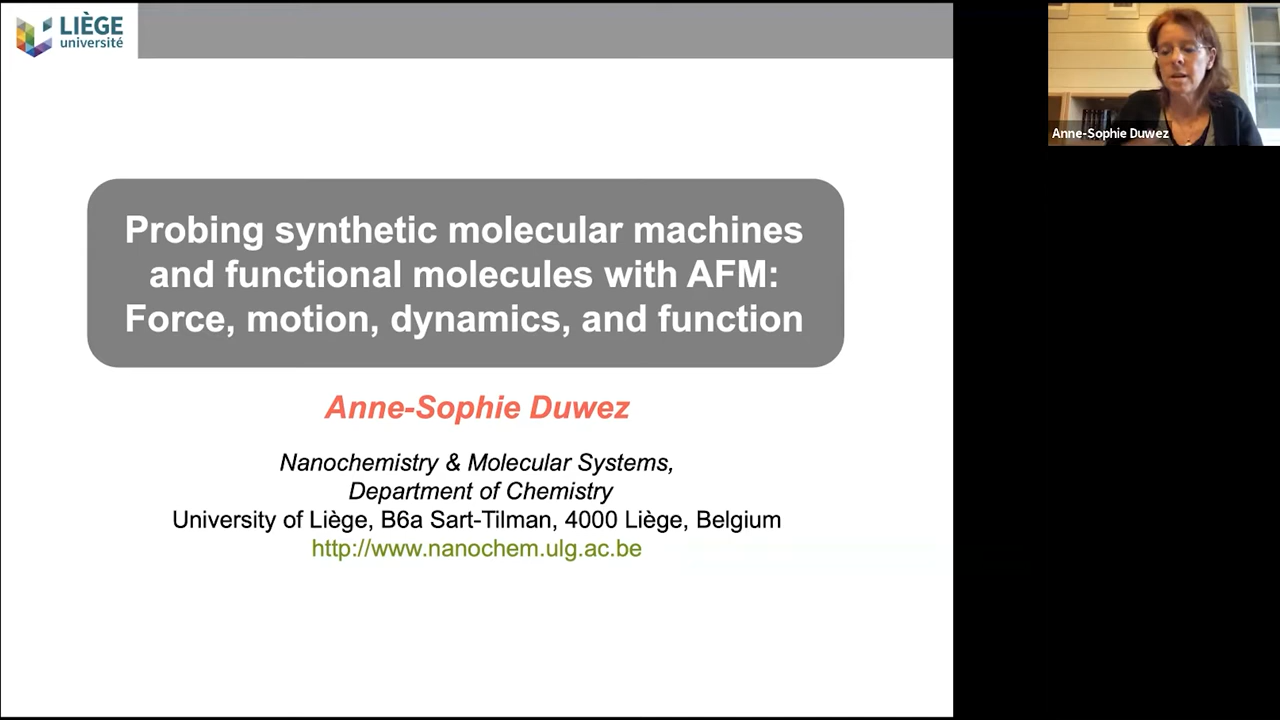 LIÈGE
université
Probing synthetic molecular machines
and functional molecules with AFM:
Force, motion, dynamics, and function
Anne-Sophie Duwez
Nanochemistry & Molecular Systems,
Department of Chemistry
University of Liège, B6a Sart-Tilman, 4000 Liège, Belgium
http://www.nanochem.ulg.ac.be
Anne-Sophie Duwez